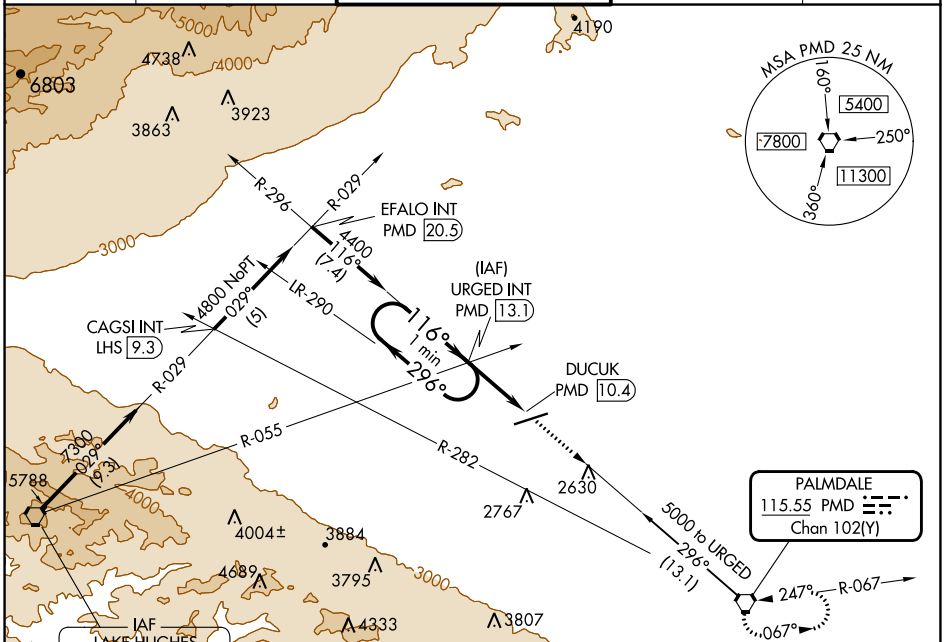 5000
4190
4738
4000
6803
3863
3923
MSA PMD 25 NM
160°
5400
7800
250°
11300
360°
R-296
R-029
EFALO INT
PMD 20.5
3000
4400
116°
(7.4)
(IAF)
URGED INT
PMD 13.1
4800 NoPT
029°
(5)
LR-290
CAGSI INT
LHS 9.3
116°
1 min
296°
DUCUK
PMD 10.4
R-029
R-055
R-282
7300
029°
(9.3)
5788
4000
2630
2767
PALMDALE
115.55 PMD
Chan 102(Y)
5000 to URGED
296°
(13.1)
4004±
3884
4689
3795
3000
247°
R-067
067°
IAF
LAKE HUGHES
4333
3807